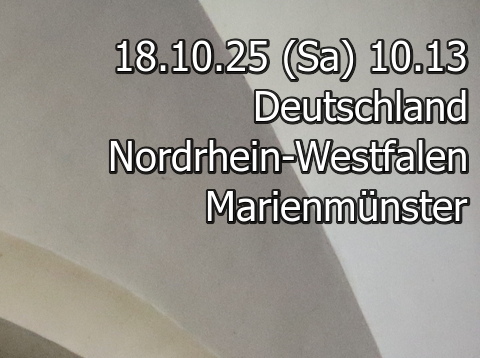 18.10.25 (Sa) 10.13
Deutschland
Nordrhein-Westfalen
Marienmünster